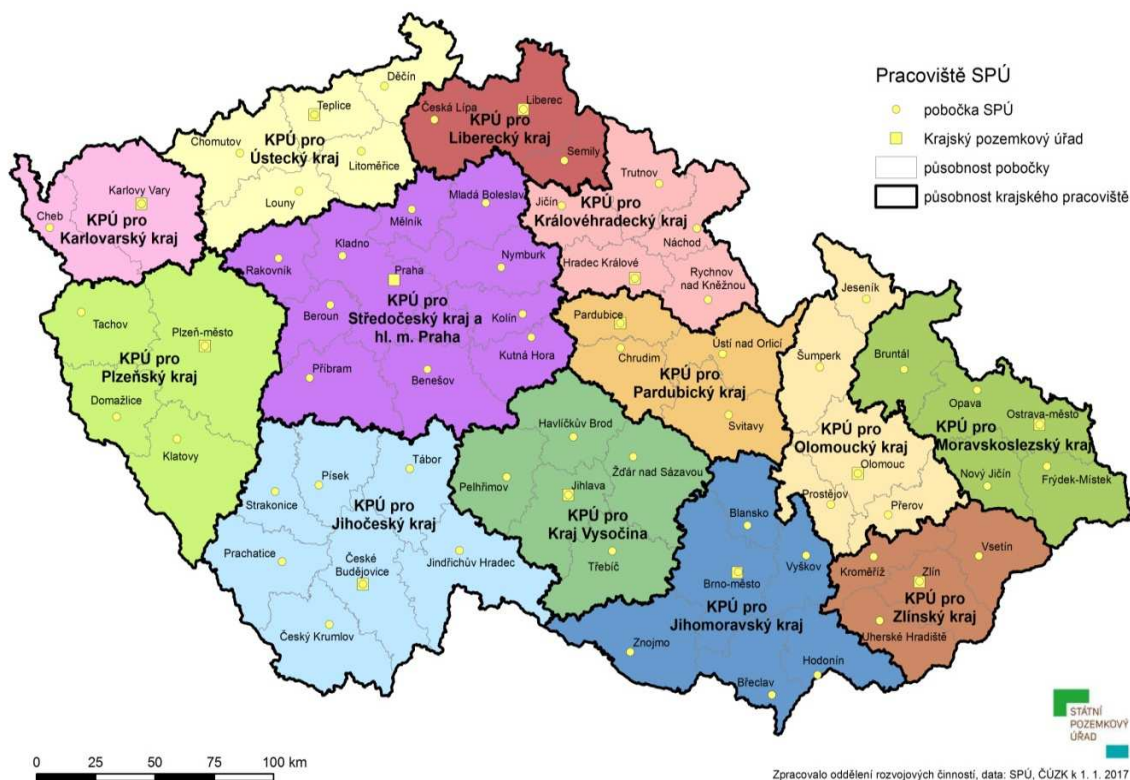 Pracoviště SPÚ
pobočka SPÚ
Krajský pozemkový úřad
působnost pobočky
působnost krajského pracoviště
Děčín
Teplice
Chomutov
KPÚ pro
Ústecký kraj
Litoměřice
Louny
Česká Lípa
Liberec
KPÚ pro
Liberecký kraj
Semily
Karlovy Vary
Cheb
KPÚ pro
Karlovarský kraj
Trutnov
Jičín
KPÚ pro
Královéhradecký kraj
Náchod
Hradec Králové
Rychnov
nad Kněžnou
Mladá Boleslav
Mělník
Kladno
Rakovník
Praha
Nymburk
Beroun
KPÚ pro
Středočeský kraj a
hl. m. Praha
Kolín
Kutná Hora
Příbram
Benešov
Tachov
Plzeň-město
KPÚ pro
Plzeňský kraj
Domažlice
Klatovy
Pardubice
Chrudim
Ústí nad Orlicí
KPÚ pro
Pardubický kraj
Svitavy
Jeseník
Šumperk
KPÚ pro
Olomoucký kraj
Olomouc
Prostějov
Přerov
Bruntál
Opava
Ostrava-město
KPÚ pro
Moravskoslezský kraj
Nový Jičín
Frýdek-Místek
Havlíčkův Brod
Žďár nad Sázavou
Pelhřimov
Jihlava
KPÚ pro
Kraj Vysočina
Třebíč
Tábor
Písek
Strakonice
KPÚ pro
Jihočeský kraj
Prachatice
České
Budějovice
Jindřichův Hradec
Český Krumlov
Blansko
Vyškov
Brno-město
KPÚ pro
Jihomoravský kraj
Znojmo
Hodonín
Břeclav
Vsetín
Kroměříž
Zlín
KPÚ pro
Zlínský kraj
Uherské Hradiště
STÁTNÍ
POZEMKOVÝ
ÚŘAD
0 25 50 75 100 km
Zpracovalo oddělení rozvojových činností, data: SPÚ, ČÚZK k 1. 1. 2017